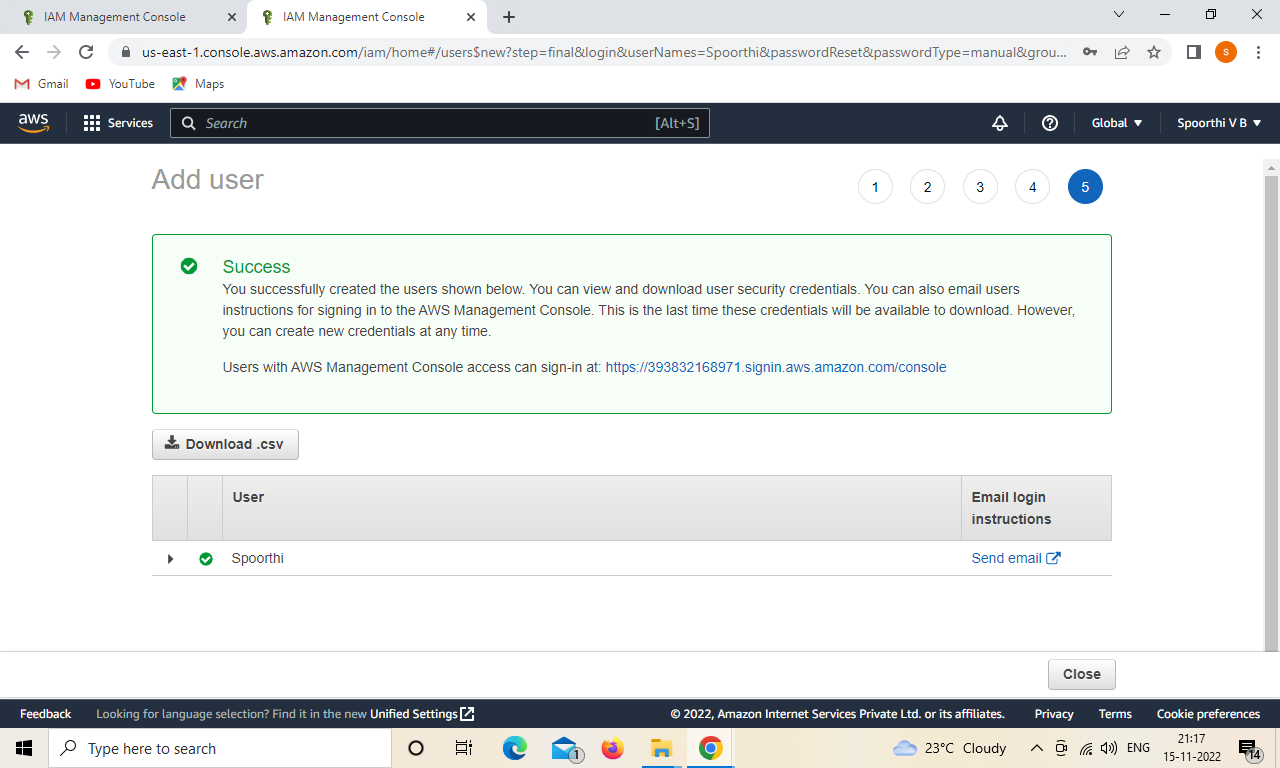 IAM Management Console
IAM Management Console
us-east-1.console.aws.amazon.com/iam/home#/users$new?step=final&login&userNames=Spoorthi&passwordReset&passwordType=manual&grou...
S
Gmail
YouTube
Maps
aws
Services
Search
[Alt+S]
Global
Spoorthi V B
Add user
1
2
3
4
5
Success
You successfully created the users shown below. You can view and download user security credentials. You can also email users
instructions for signing in to the AWS Management Console. This is the last time these credentials will be available to download. However,
you can create new credentials at any time.
Users with AWS Management Console access can sign-in at: https://393832168971.signin.aws.amazon.com/console
Download .csv
User
Email login
instructions
Spoorthi
Send email
Close
Feedback
Looking for language selection? Find it in the new Unified Settings
© 2022, Amazon Internet Services Private Ltd. or its affiliates.
Privacy
Terms
Cookie preferences
Type here to search
1
23°C Cloudy
ENG
21:17
15-11-2022
14